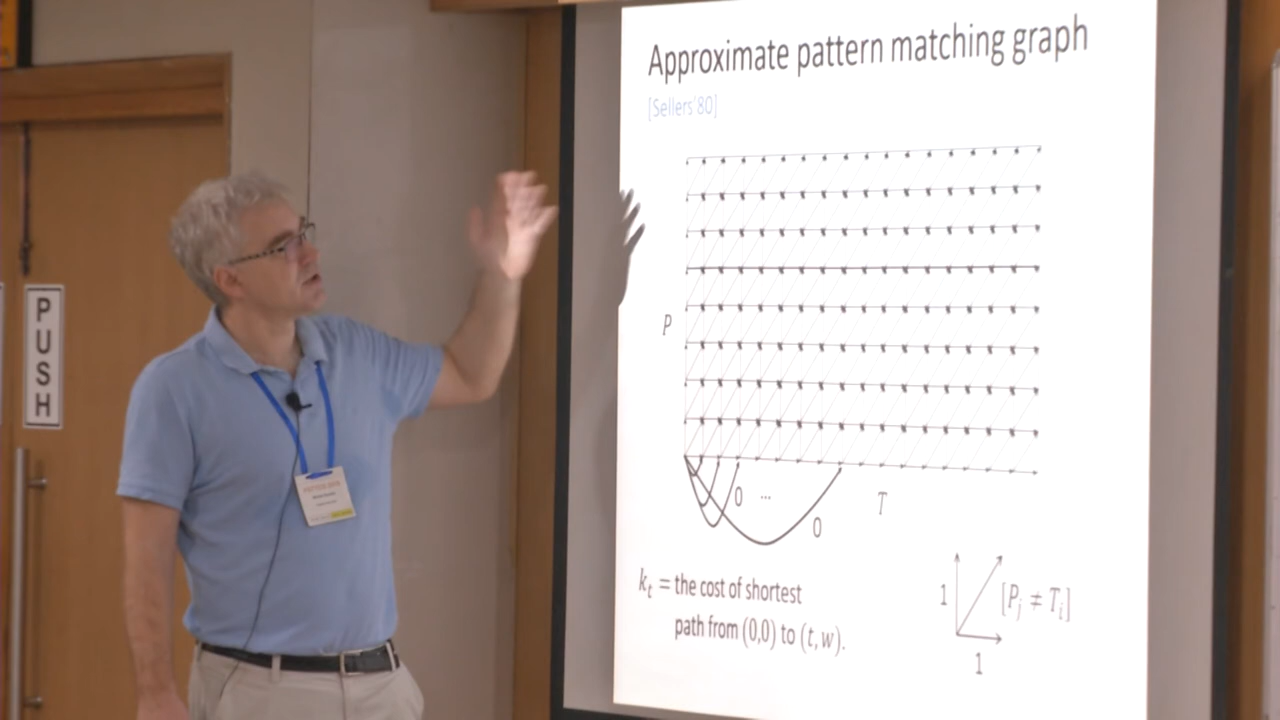 PUSH
Approximate pattern matching graph
[Sellers'80]
P
0 ...
0
T
k_t = the cost of shortest
path from (0,0) to (t, w).
1
[P_j ≠ T_i]
1